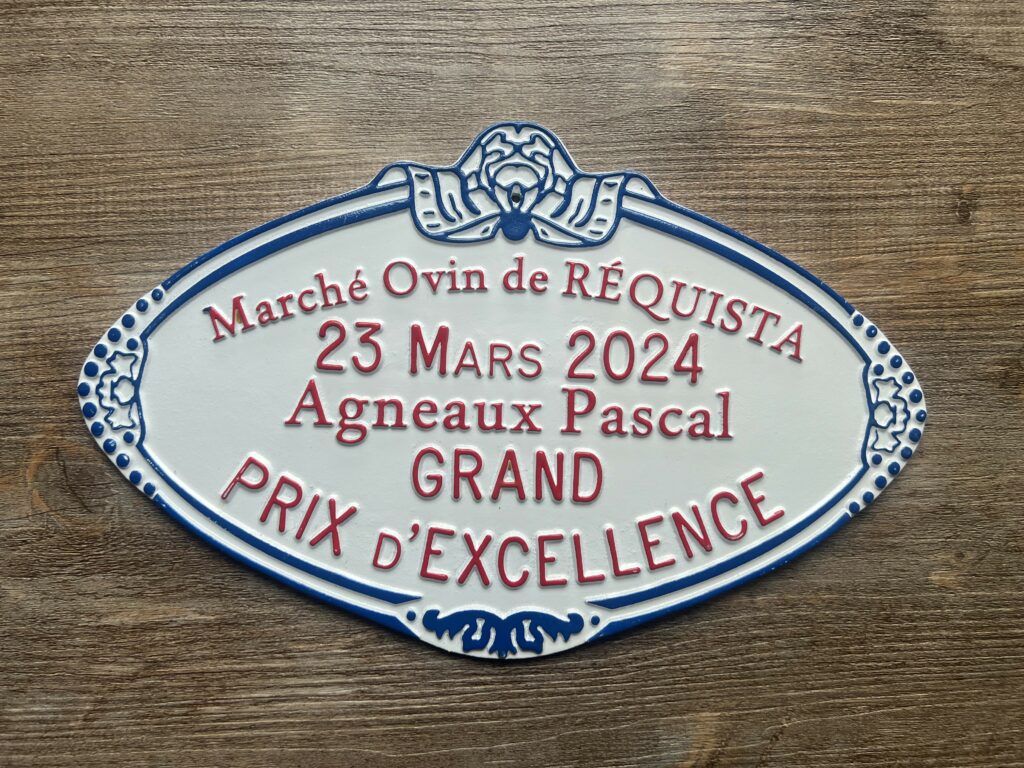 Marché Ovin de RÉQUISTA
23 MARS 2024
Agneaux Pascal
GRAND
PRIX D'EXCELLENCE